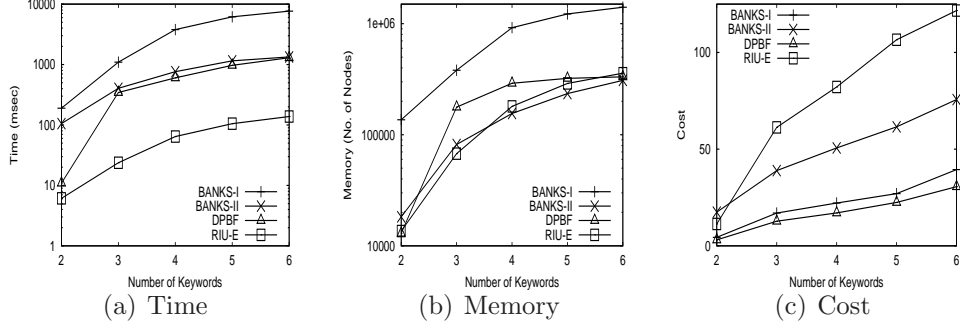 10000
1000
100
10
1
Time (msec)
BANKS-I
BANKS-II
DPBF
RIU-E
2 3 4 5 6
Number of Keywords
(a) Time
1e+06
100000
10000
Memory (No. of Nodes)
BANKS-I
BANKS-II
DPBF
RIU-E
2 3 4 5 6
Number of Keywords
(b) Memory
125
100
50
0
Cost
BANKS-I
BANKS-II
DPBF
RIU-E
2 3 4 5 6
Number of Keywords
(c) Cost